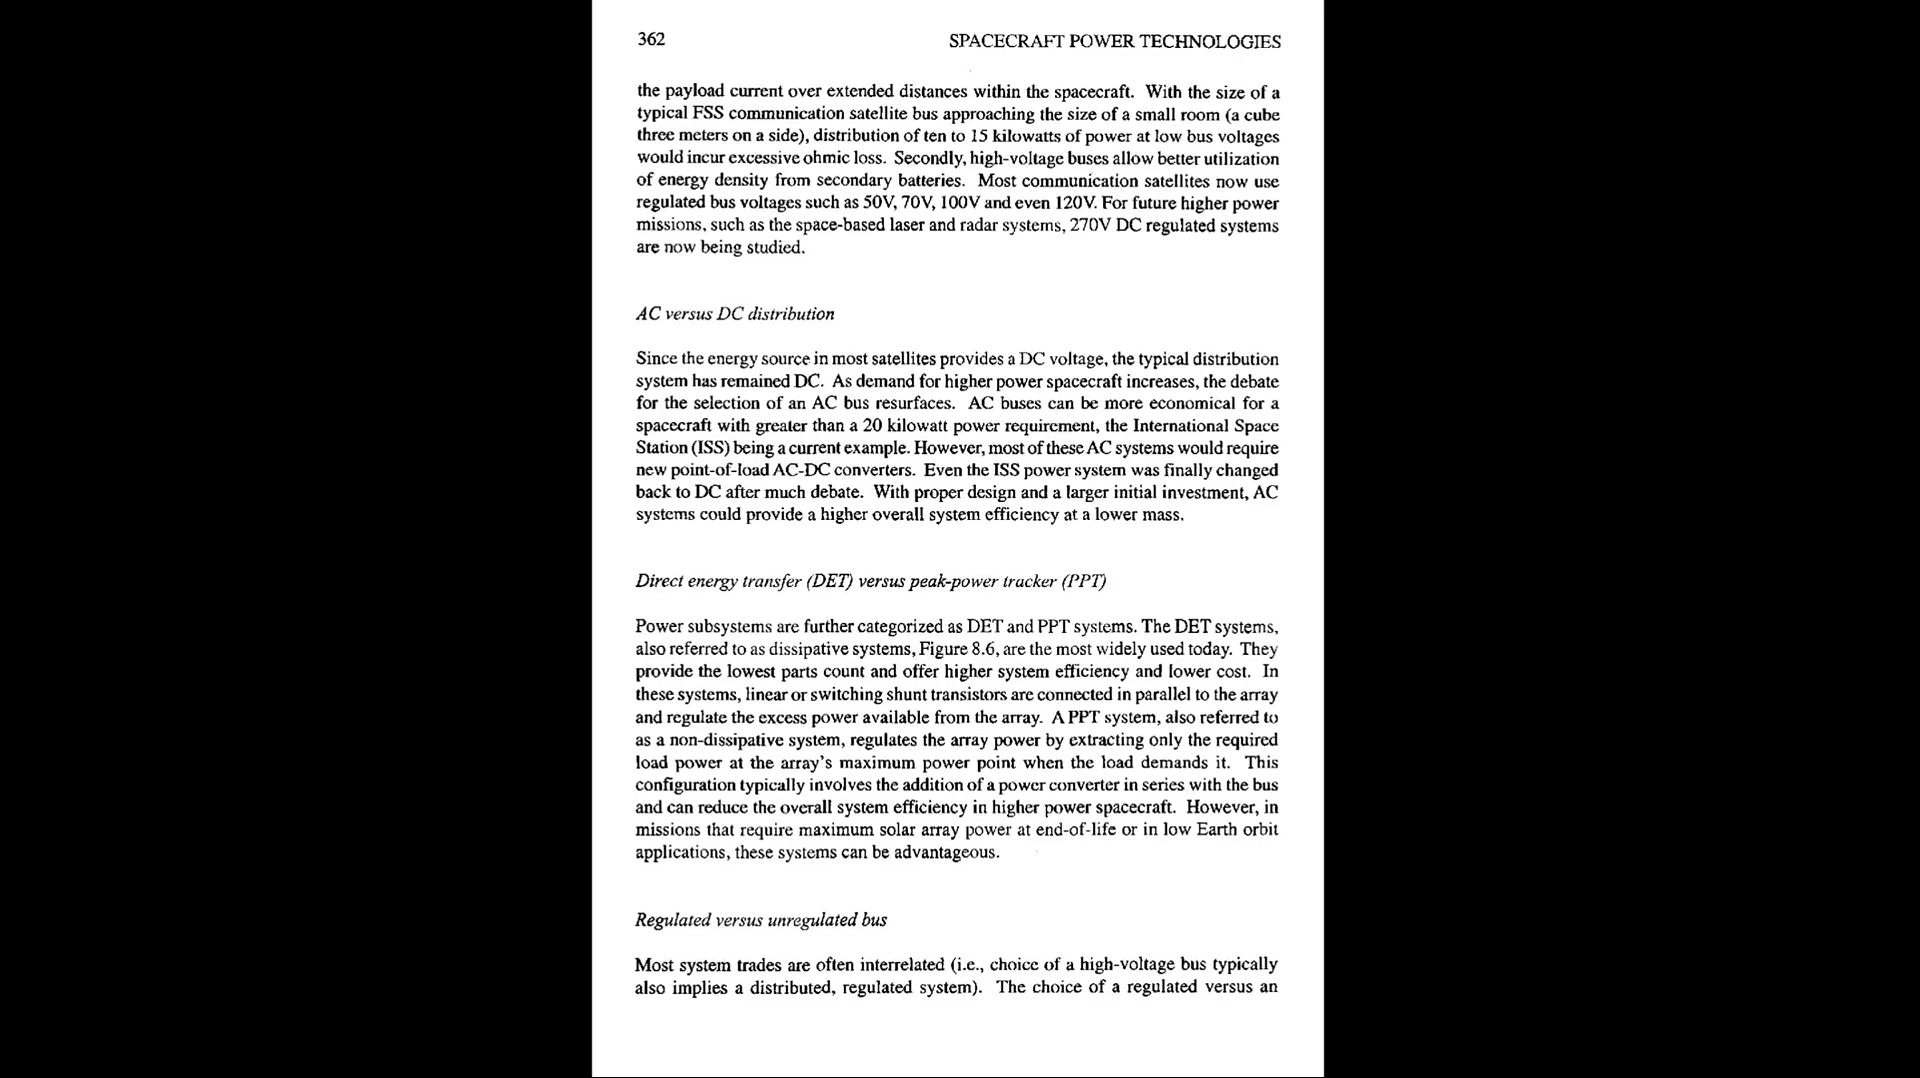 362
SPACECRAFT POWER TECHNOLOGIES
the payload current over extended distances within the spacecraft. With the size of a
typical FSS communication satellite bus approaching the size of a small room (a cube
three meters on a side), distribution of ten to 15 kilowatts of power at low bus voltages
would incur excessive ohmic loss. Secondly, high-voltage buses allow better utilization
of energy density from secondary batteries. Most communication satellites now use
regulated bus voltages such as 50V, 70V, 100V and even 120V. For future higher power
missions, such as the space-based laser and radar systems, 270V DC regulated systems
are now being studied.
AC versus DC distribution
Since the energy source in most satellites provides a DC voltage, the typical distribution
system has remained DC. As demand for higher power spacecraft increases, the debate
for the selection of an AC bus resurfaces. AC buses can be more economical for a
spacecraft with greater than a 20 kilowatt power requirement, the International Space
Station (ISS) being a current example. However, most of these AC systems would require
new point-of-load AC-DC converters. Even the ISS power system was finally changed
back to DC after much debate. With proper design and a larger initial investment, AC
systems could provide a higher overall system efficiency at a lower mass.
Direct energy transfer (DET) versus peak-power tracker (PPT)
Power subsystems are further categorized as DET and PPT systems. The DET systems,
also referred to as dissipative systems, Figure 8.6, are the most widely used today. They
provide the lowest parts count and offer higher system efficiency and lower cost. In
these systems, linear or switching shunt transistors are connected in parallel to the array
and regulate the excess power available from the array. A PPT system, also referred to
as a non-dissipative system, regulates the array power by extracting only the required
load power at the array's maximum power point when the load demands it. This
configuration typically involves the addition of a power converter in series with the bus
and can reduce the overall system efficiency in higher power spacecraft. However, in
missions that require maximum solar array power at end-of-life or in low Earth orbit
applications, these systems can be advantageous.
Regulated versus unregulated bus
Most system trades are often interrelated (i.e., choice of a high-voltage bus typically
also implies a distributed, regulated system). The choice of a regulated versus an